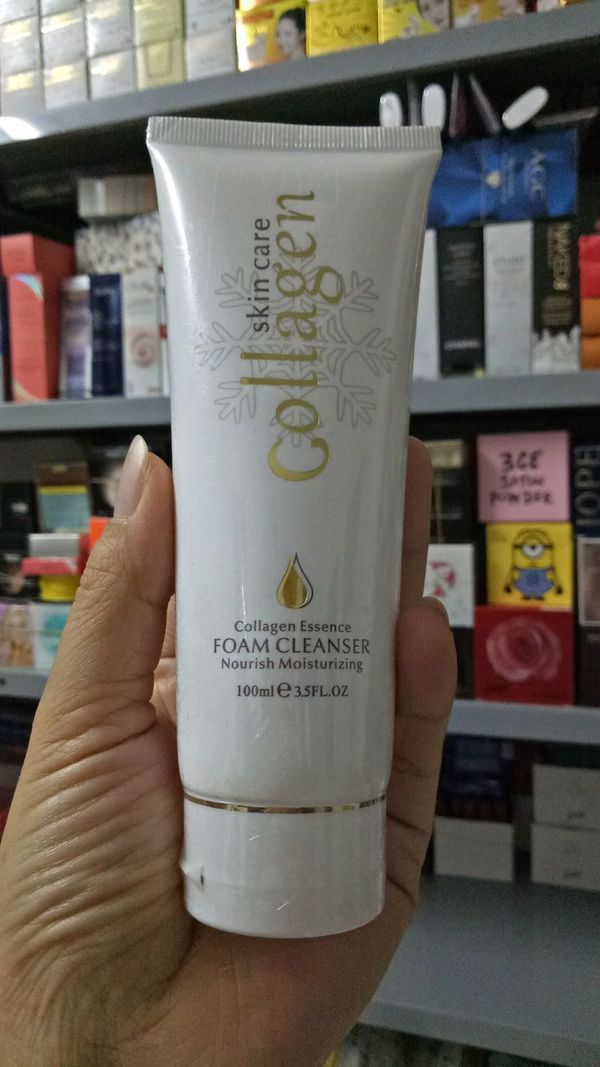 skin care
Collagen
Collagen Essence
FOAM CLEANSER
Nourish Moisturizing
100ml e 3.5FL.OZ
3CE
SATIN
POWDER